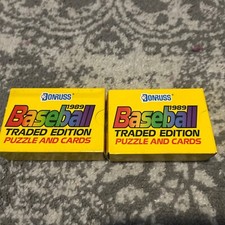 DONRUSS
1989
Baseball
TRADED EDITION
PUZZLE AND CARDS
DONRUSS
1989
Baseball
TRADED EDITION
PUZZLE AND CARDS